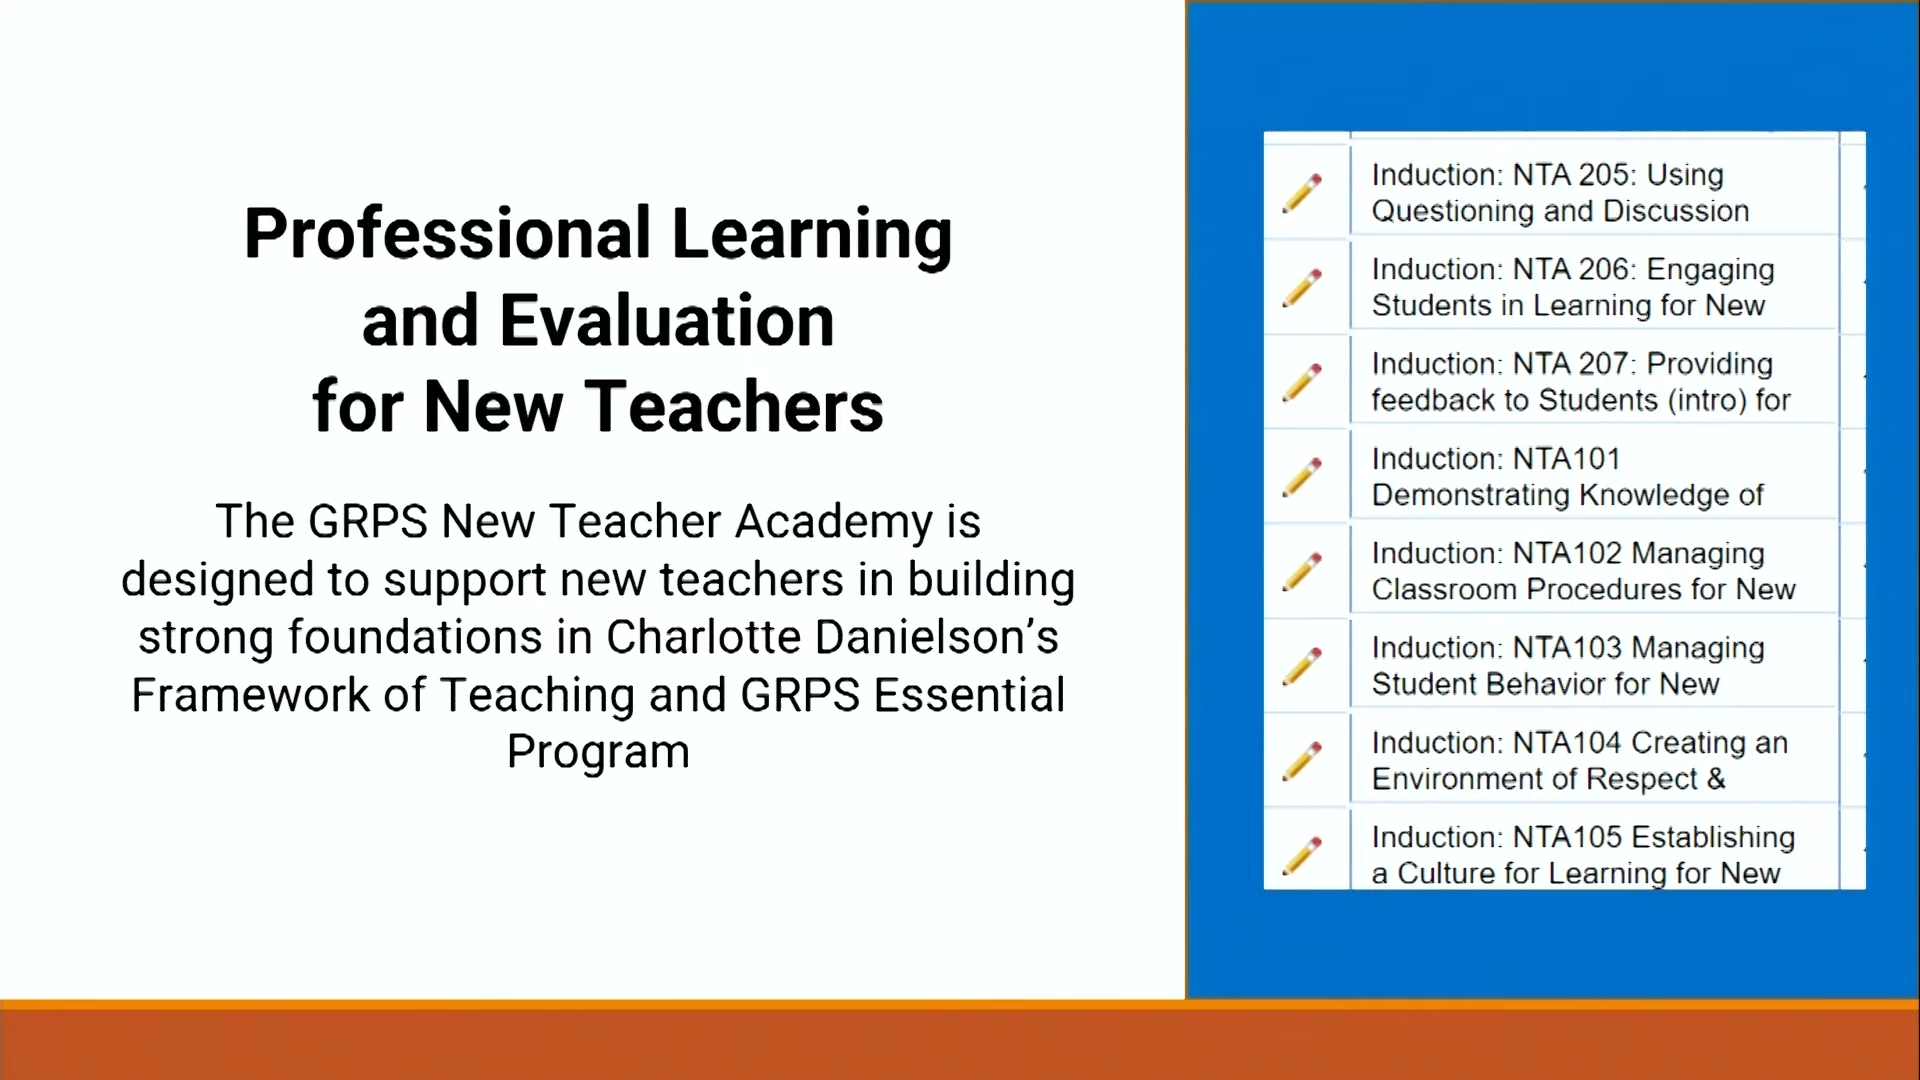 Professional Learning
and Evaluation
for New Teachers
The GRPS New Teacher Academy is
designed to support new teachers in building
strong foundations in Charlotte Danielson’s
Framework of Teaching and GRPS Essential
Program
Induction: NTA 205: Using
Questioning and Discussion
Induction: NTA 206: Engaging
Students in Learning for New
Induction: NTA 207: Providing
feedback to Students (intro) for
Induction: NTA101
Demonstrating Knowledge of
Induction: NTA102 Managing
Classroom Procedures for New
Induction: NTA103 Managing
Student Behavior for New
Induction: NTA104 Creating an
Environment of Respect &
Induction: NTA105 Establishing
a Culture for Learning for New